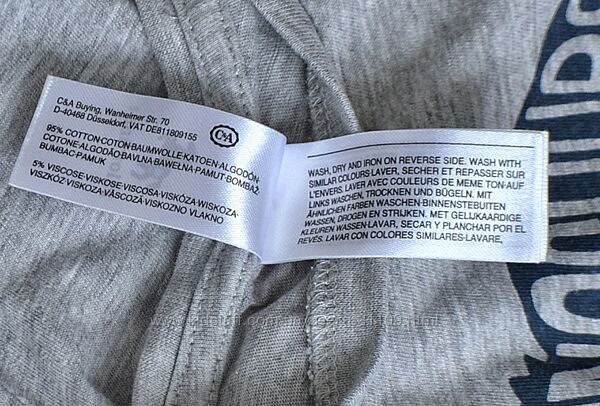 C&A Buying, Wanheimer Str. 70
D-40468 Düsseldorf, VAT DE811809155
C&A
95% COTTON-COTON-BAUMWOLLE-KATOEN-ALGODÓN-
COTONE-ALGODÃO-BAVLNA-BAWEŁNA-PAMUT-BOMBAŽ-
BUMBAC-PAMUK
5% VISCOSE-VISKOSE-VISCOSA-VISKÓZA-WISKOZA-
VISZKÓZ-VISKOZA-VÂSCOZĂ-VISKOZNO VLAKNO
WASH, DRY AND IRON ON REVERSE SIDE. WASH WITH
SIMILAR COLOURS-LAVER, SECHER ET REPASSER SUR
L'ENVERS. LAVER AVEC COULEURS DE MEME TON-AUF
LINKS WASCHEN, TROCKNEN UND BÜGELN. MIT
ÄHNLICHEN FARBEN WASCHEN-BINNENSTEBUITEN
WASSEN, DROGEN EN STRIJKEN. MET GELIJKAARDIGE
KLEUREN WASSEN-LAVAR, SECAR Y PLANCHAR POR EL
REVÉS. LAVAR CON COLORES SIMILARES-LAVARE,